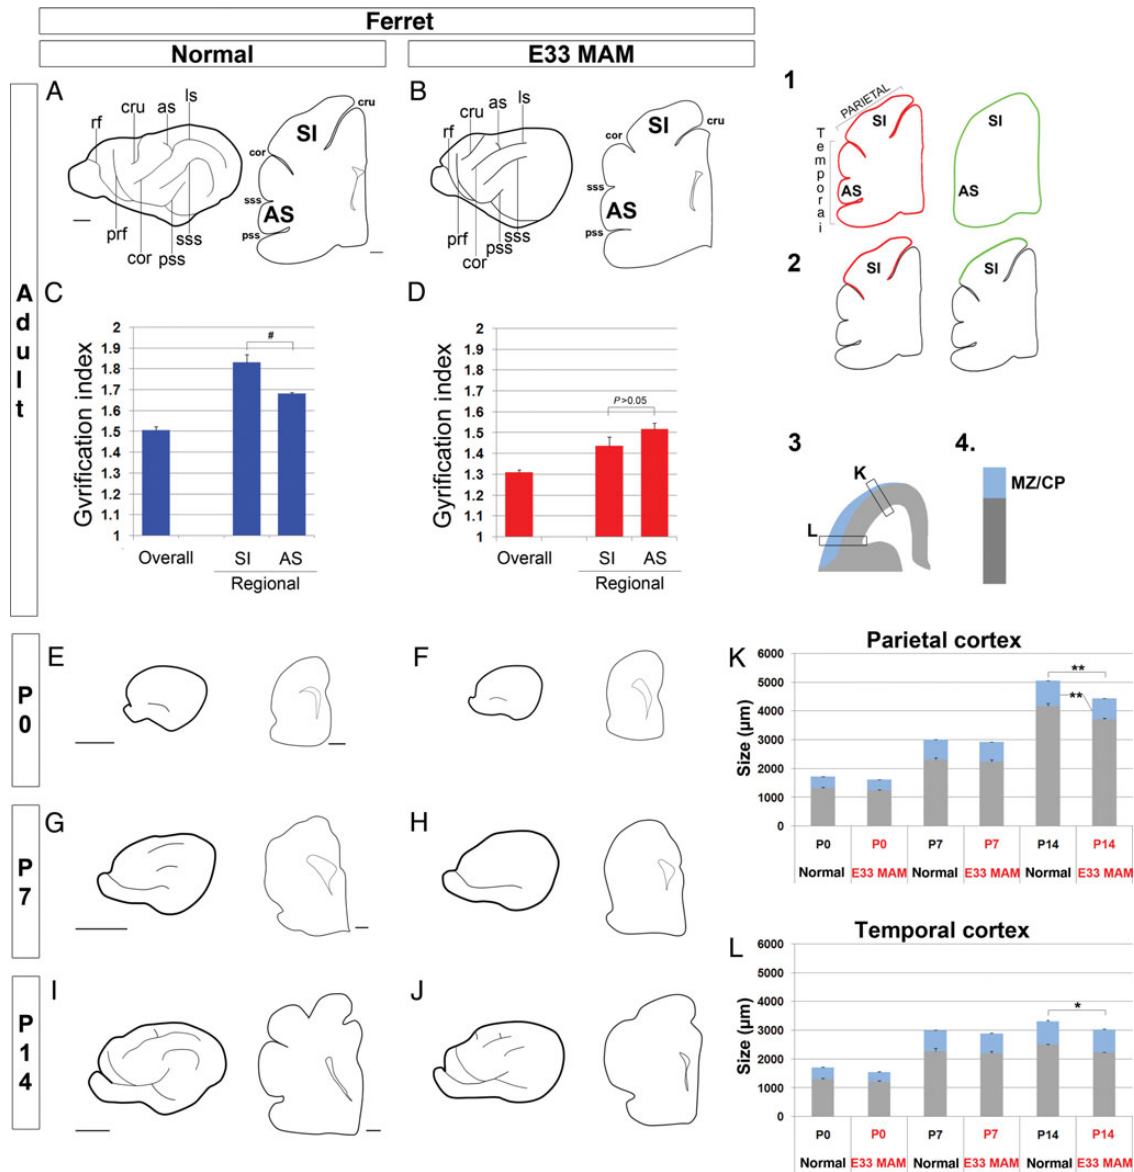 Ferret
Normal
E33 MAM
Adult
A
rf
cru
as
ls
prf
cor
pss
sss
SI
cru
cor
sss
AS
pss
B
rf
cru
as
ls
prf
cor
pss
sss
SI
cru
cor
sss
AS
pss
1
PARIETAL
Temporal
SI
AS
SI
AS
2
SI
SI
C
Gyrification index
2
1.9
1.8
1.7
1.6
1.5
1.4
1.3
1.2
1.1
1
#
Overall
SI
AS
Regional
D
Gyrification index
2
1.9
1.8
1.7
1.6
1.5
1.4
1.3
1.2
1.1
1
P>0.05
Overall
SI
AS
Regional
3
K
L
4.
MZ/CP
P0
E
F
P7
G
H
P14
I
J
K
Parietal cortex
Size (µm)
6000
5000
4000
3000
2000
1000
0
**
**
P0 P0 P7 P7 P14 P14
Normal E33 MAM Normal E33 MAM Normal E33 MAM
L
Temporal cortex
Size (µm)
6000
5000
4000
3000
2000
1000
0
*
P0 P0 P7 P7 P14 P14
Normal E33 MAM Normal E33 MAM Normal E33 MAM